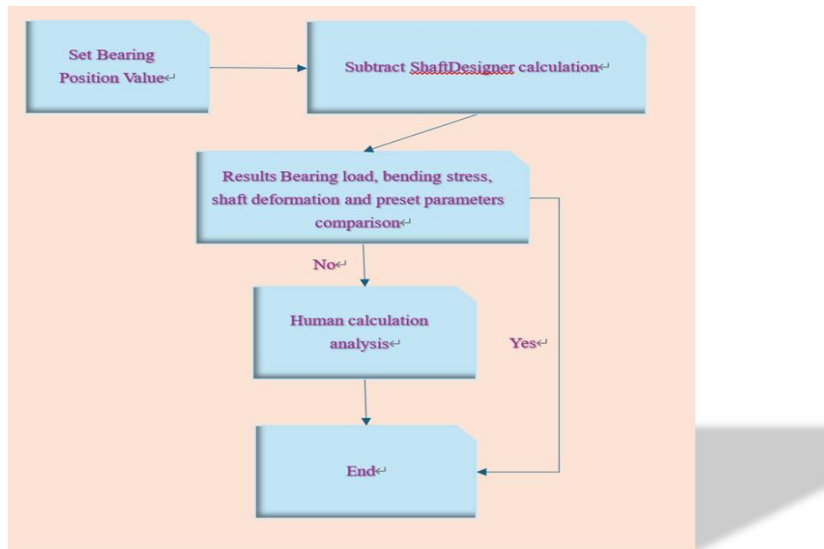 Set Bearing
Position Value↵
Subtract ShaftDesigner calculation↵
Results Bearing load, bending stress,
shaft deformation and preset parameters
comparison↵
No↵
Human calculation
analysis↵
Yes↵
End↵